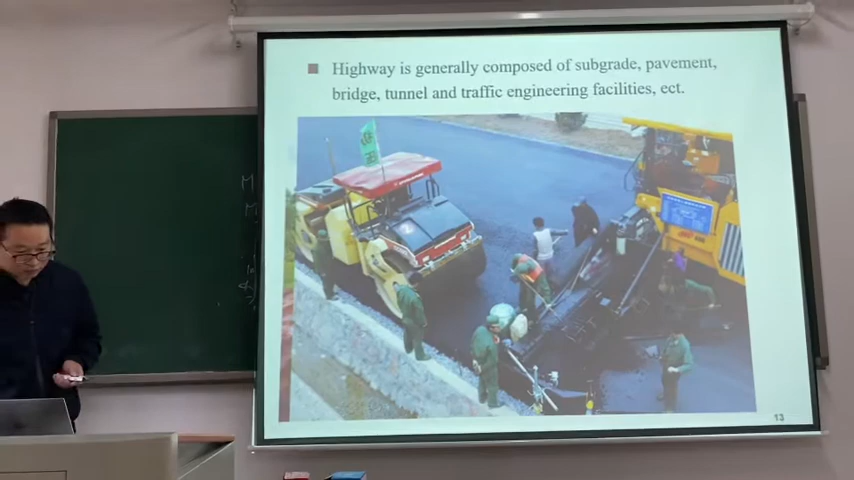 Highway is generally composed of subgrade, pavement,
bridge, tunnel and traffic engineering facilities, ect.
13